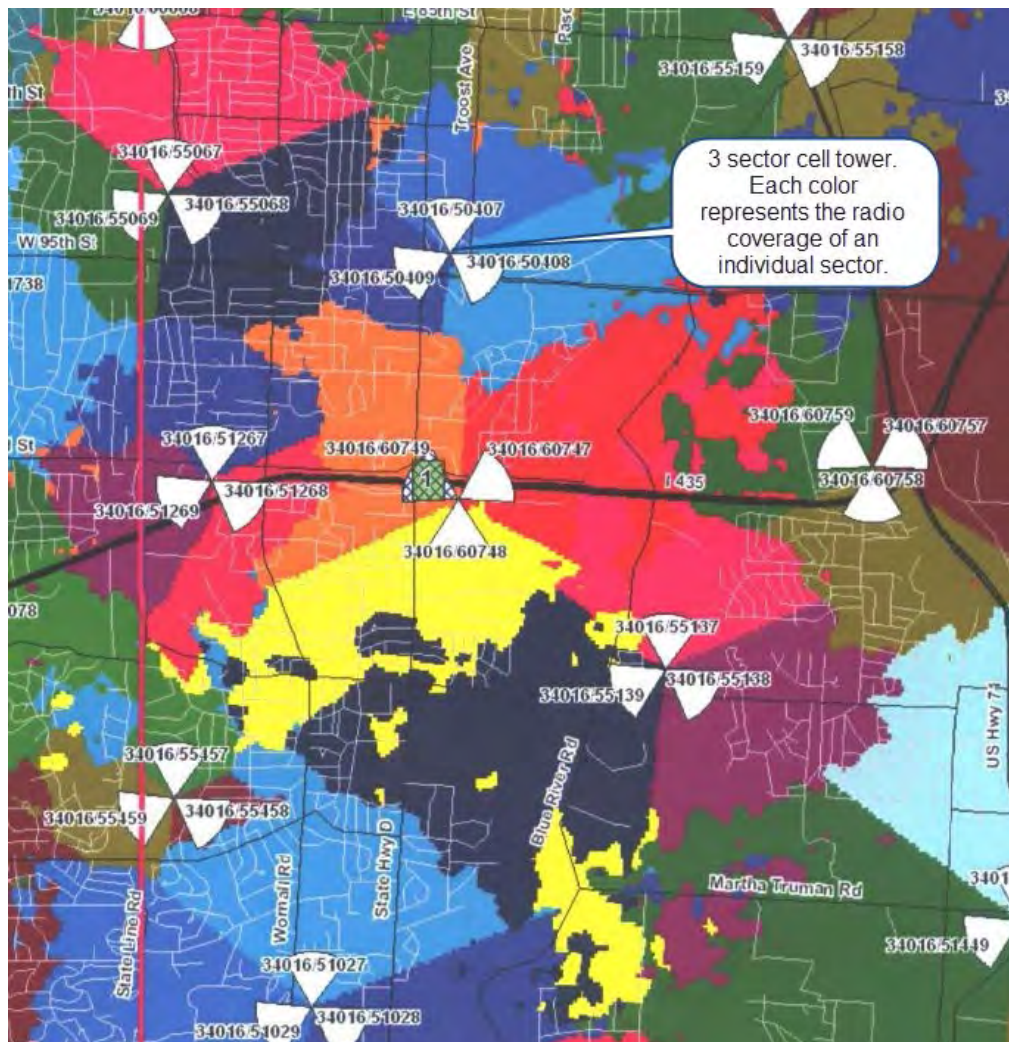 E 85th St
Troost Ave
34016/55158
34016/55159
34016/55067
34016/55069
34016/55068
W 95th St
34016/50407
34016/50409
34016/50408
3 sector cell tower.
Each color
represents the radio
coverage of an
individual sector.
1738
34016/51267
34016/51268
34016/51269
34016/60749
34016/60747
1
34016/60748
I 435
34016/60759
34016/60757
34016/60758
078
34016/55137
34016/55139
34016/55138
US Hwy 71
34016/55457
34016/55459
34016/55458
Blue River Rd
State Hwy D
Wornall Rd
State Line Rd
Martha Truman Rd
34016/51449
34016/51027
34016/51029
34016/51028